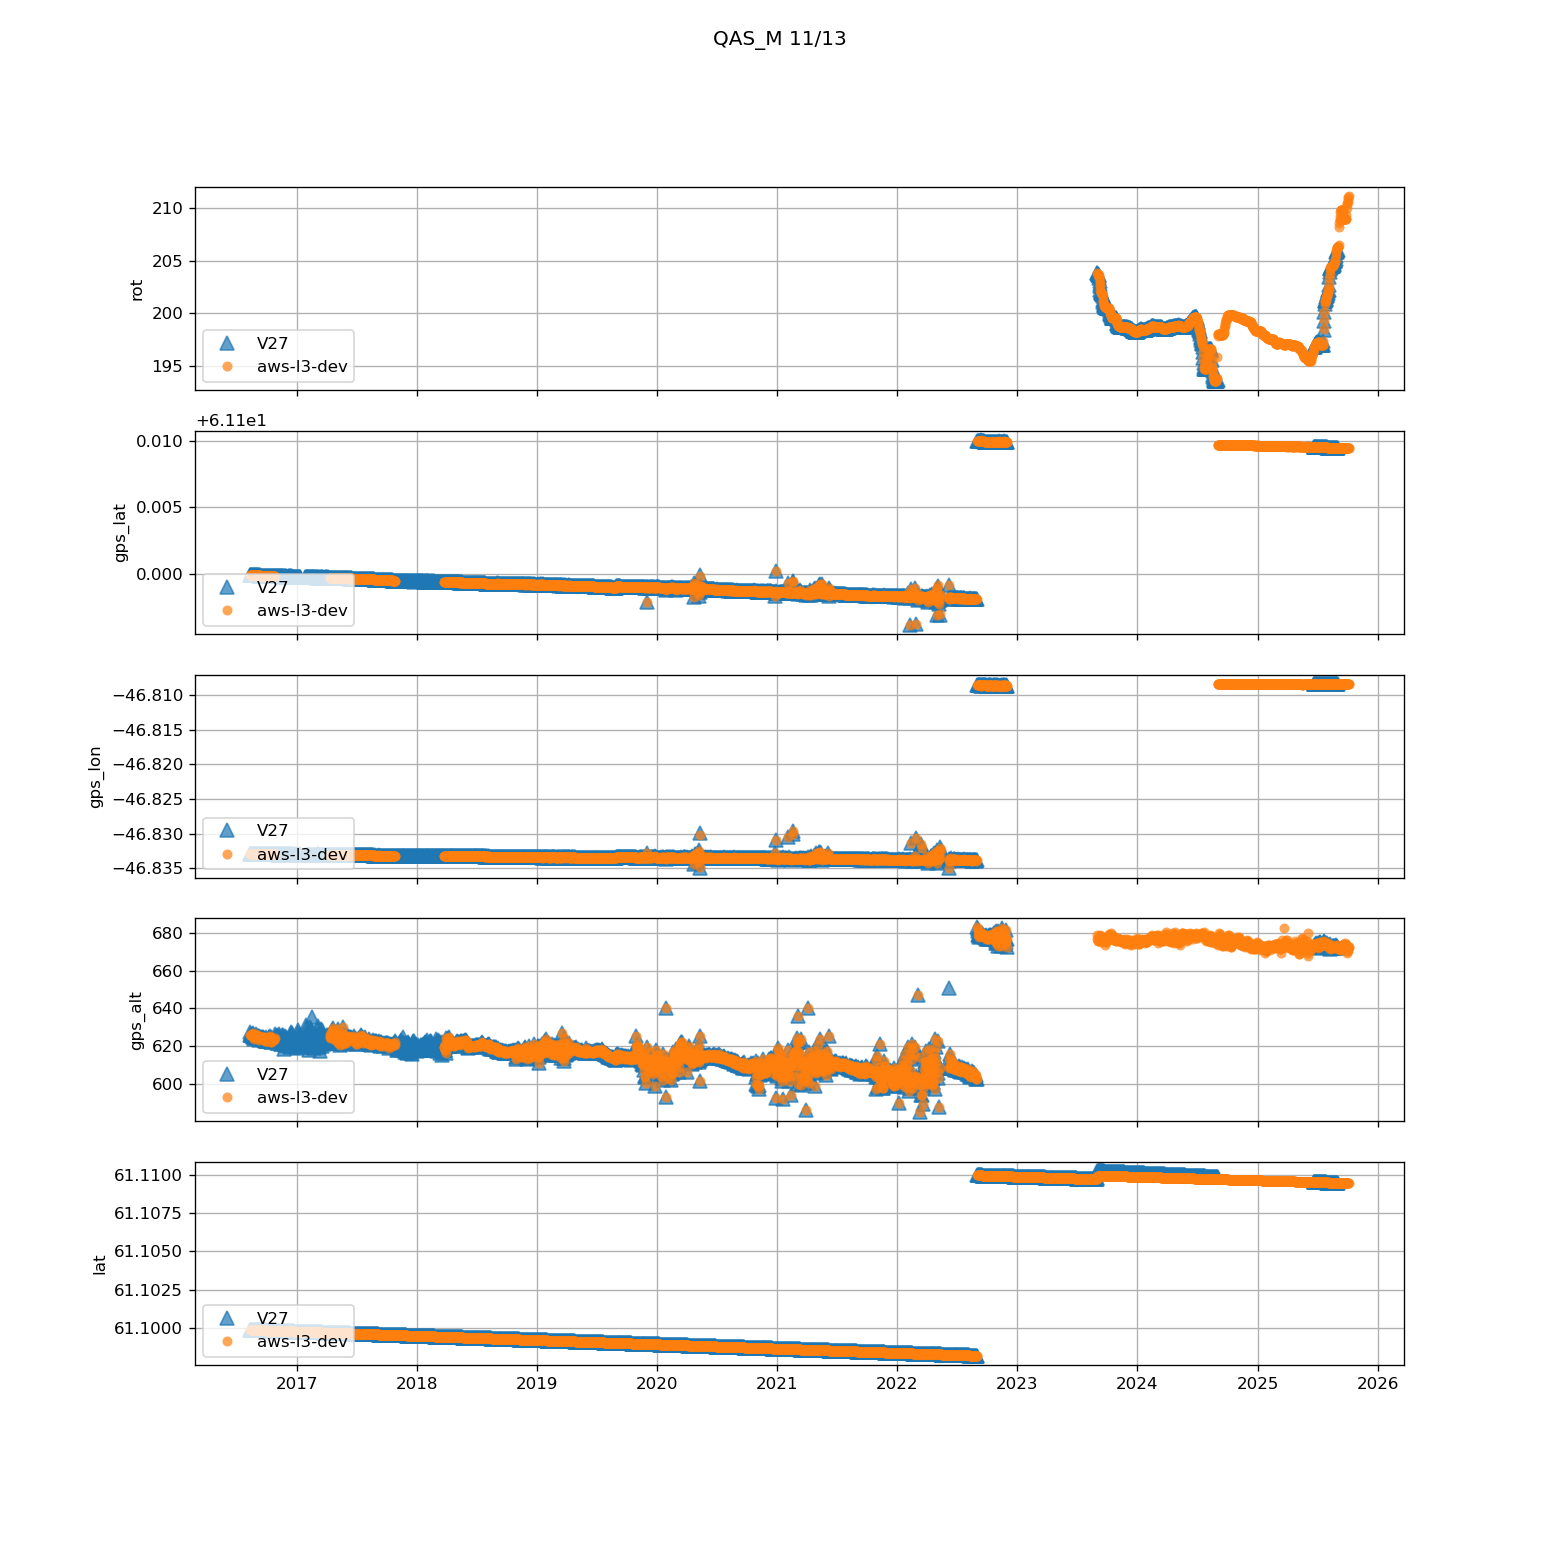 QAS_M 11/13
210
205
200
195
rot
V27
aws-l3-dev
+6.11e1
0.010
0.005
0.000
gps_lat
V27
aws-l3-dev
−46.810
−46.815
−46.820
−46.825
−46.830
−46.835
gps_lon
V27
aws-l3-dev
680
660
640
620
600
gps_alt
V27
aws-l3-dev
61.1100
61.1075
61.1050
61.1025
61.1000
lat
V27
aws-l3-dev
2017 2018 2019 2020 2021 2022 2023 2024 2025 2026